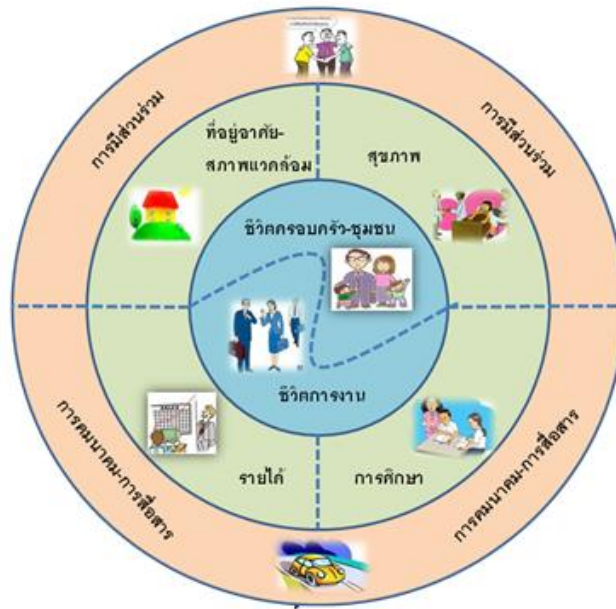 การมีส่วนร่วม
การมีส่วนร่วม
ที่อยู่อาศัย-
สภาพแวดล้อม
สุขภาพ
ชีวิตครอบครัว-ชุมชน
ชีวิตการงาน
รายได้
การศึกษา
การคมนาคม-การสื่อสาร
การคมนาคม-การสื่อสาร